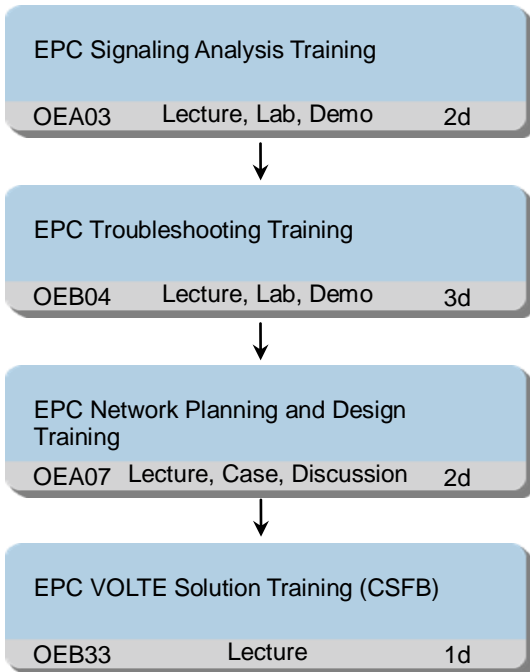 EPC Signaling Analysis Training
OEA03 Lecture, Lab, Demo 2d
EPC Troubleshooting Training
OEB04 Lecture, Lab, Demo 3d
EPC Network Planning and Design
Training
OEA07 Lecture, Case, Discussion 2d
EPC VOLTE Solution Training (CSFB)
OEB33 Lecture 1d